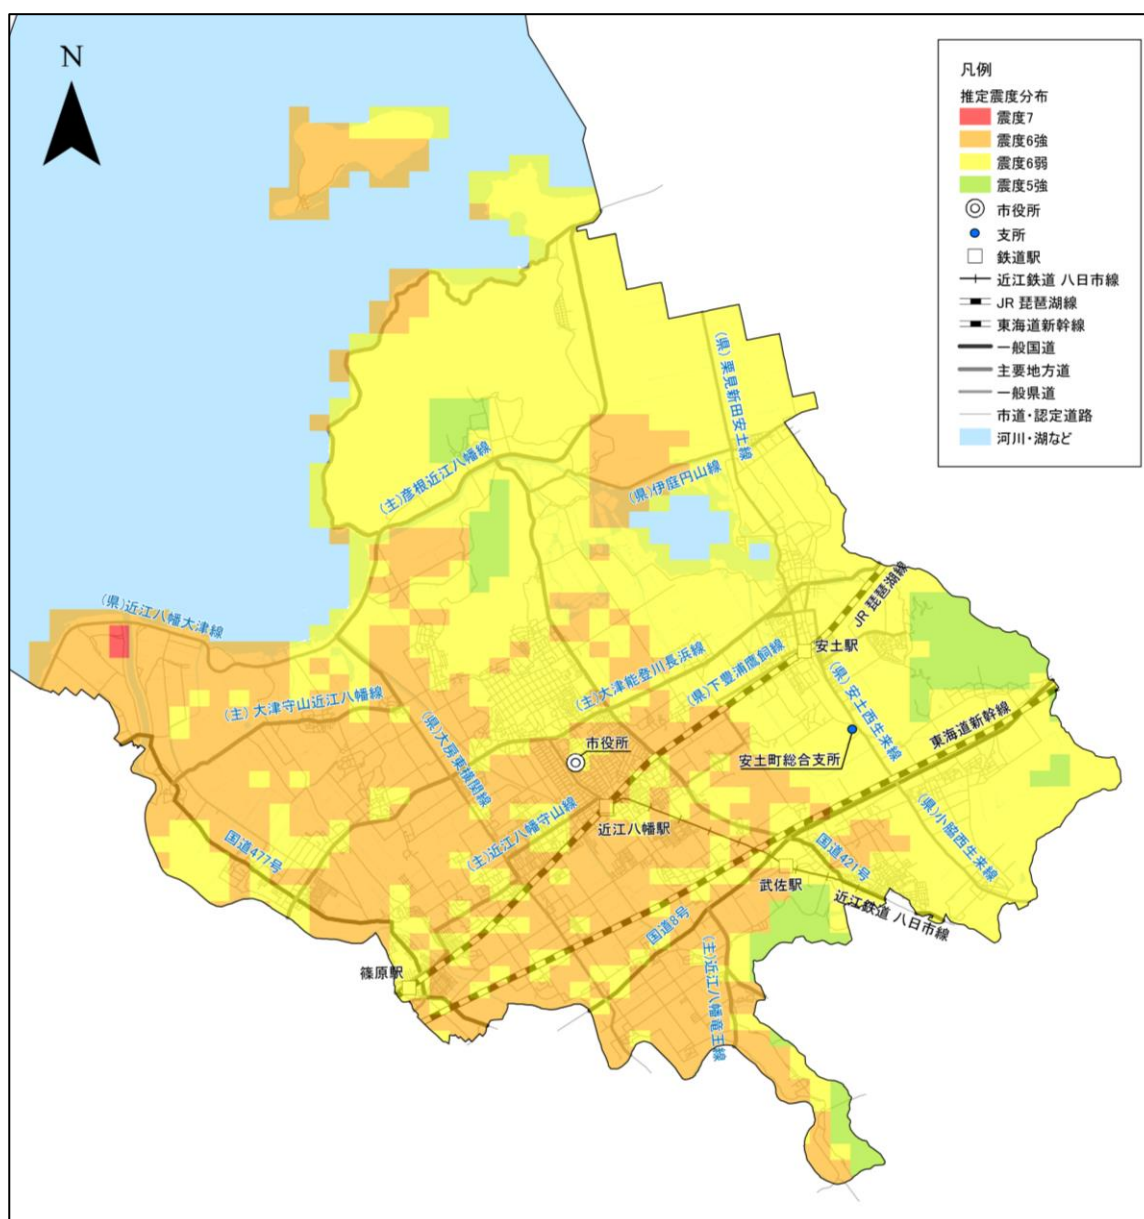 N
凡例
推定震度分布
震度7
震度6強
震度6弱
震度5強
市役所
支所
鉄道駅
近江鉄道 八日市線
JR 琵琶湖線
東海道新幹線
一般国道
主要地方道
一般県道
市道・認定道路
河川・湖など
(県)栗見新田安土線
(主)彦根近江八幡線
(県)伊庭円山線
JR 琵琶湖線
(県)近江八幡大津線
安土駅
(主)大津能登川長浜線
(県)下豊浦鷹飼線
(県)安土西生来線
(主)大津守山近江八幡線
(県)大房東横関線
東海道新幹線
市役所
安土町総合支所
(県)小脇西生来線
近江八幡駅
(主)近江八幡守山線
国道477号
国道421号
武佐駅
近江鉄道 八日市線
国道8号
(主)近江八幡竜王線
篠原駅